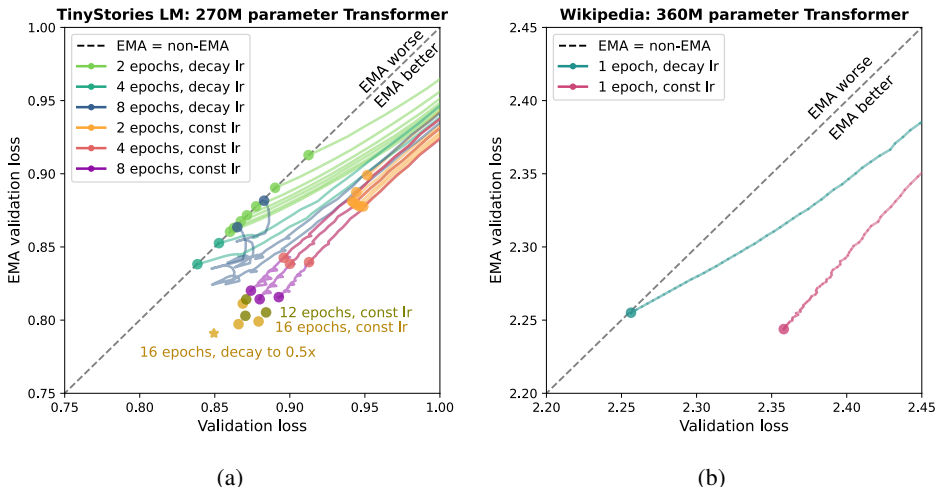 TinyStories LM: 270M parameter Transformer
EMA validation loss
1.00
0.95
0.90
0.85
0.80
0.75
EMA = non-EMA
2 epochs, decay lr
4 epochs, decay lr
8 epochs, decay lr
2 epochs, const lr
4 epochs, const lr
8 epochs, const lr
EMA worse
EMA better
12 epochs, const lr
16 epochs, const lr
16 epochs, decay to 0.5x
0.75 0.80 0.85 0.90 0.95 1.00
Validation loss
(a)
Wikipedia: 360M parameter Transformer
EMA validation loss
2.45
2.40
2.35
2.30
2.25
2.20
EMA = non-EMA
1 epoch, decay lr
1 epoch, const lr
EMA worse
EMA better
2.20 2.25 2.30 2.35 2.40 2.45
Validation loss
(b)